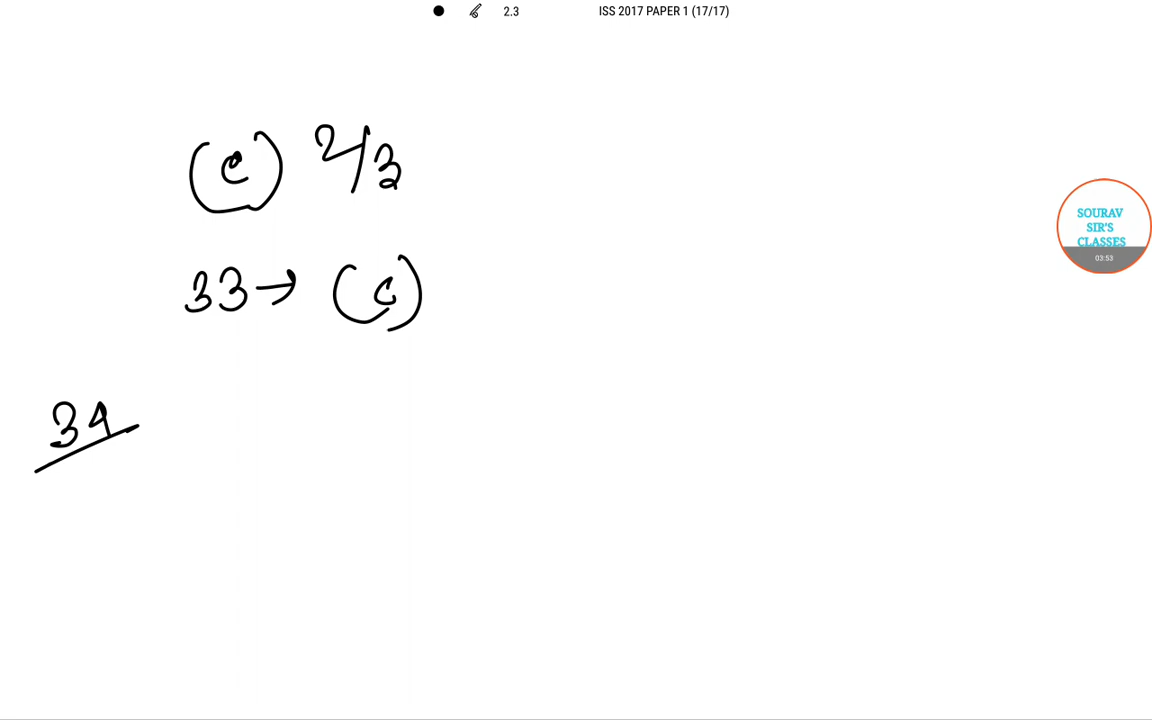 2.3 ISS 2017 PAPER 1 (17/17)
(c) 2/3
33 → (c)
34
SOURAV
SIR'S
CLASSES
03:53